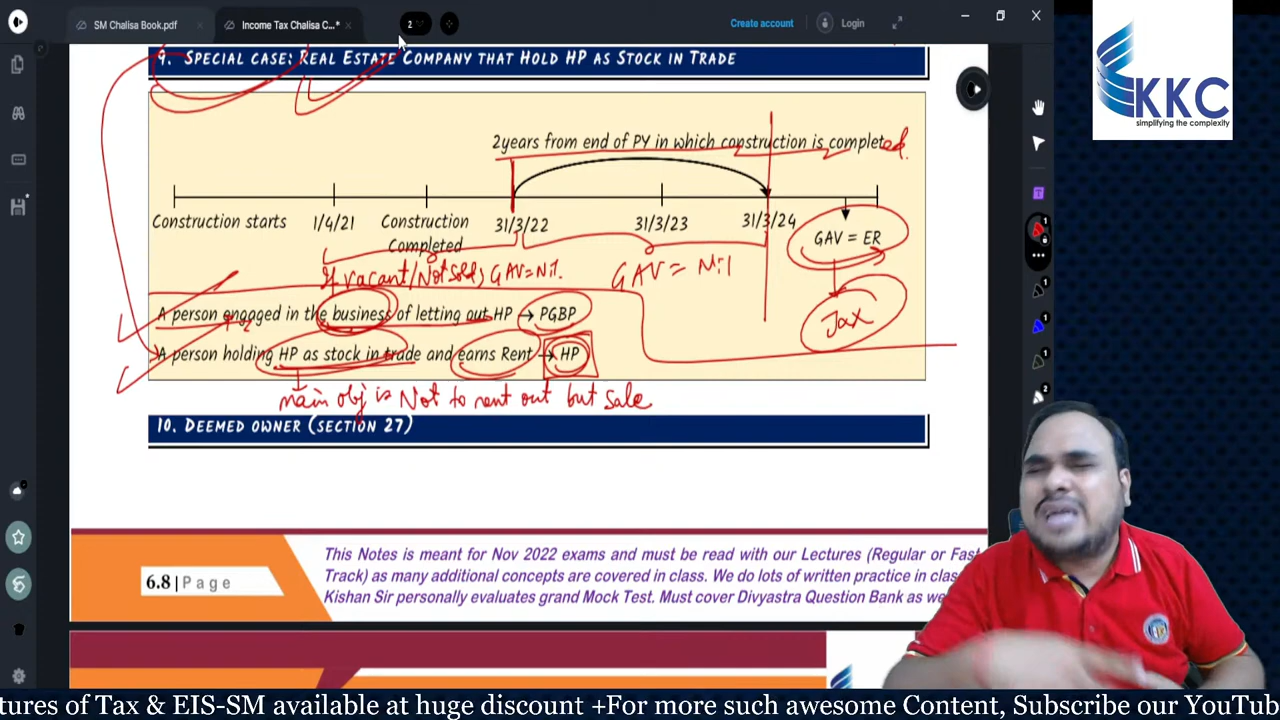 SM Chalisa Book.pdf
Income Tax Chalisa C...*
2
Create account
Login
KKC
simplifying the complexity
9. SPECIAL CASE: REAL ESTATE COMPANY THAT HOLD HP AS STOCK IN TRADE
2years from end of PY in which construction is completed.
Construction starts
1/4/21
Construction
Completed
31/3/22
31/3/23
31/3/24
GAV = ER
If vacant/Not sold, GAV=Nil.
GAV = Nil
Tax
A person engaged in the business of letting out HP → PGBP
A person holding HP as stock in trade and earns Rent → HP
main obj is Not to rent out but sale
10. DEEMED OWNER (SECTION 27)
This Notes is meant for Nov 2022 exams and must be read with our Lectures (Regular or Fast
6.8 | Page
Track) as many additional concepts are covered in class. We do lots of written practice in clas
Kishan Sir personally evaluates grand Mock Test. Must cover Divyastra Question Bank as we
tures of Tax & EIS-SM available at huge discount +For more such awesome Content, Subscribe our YouTub